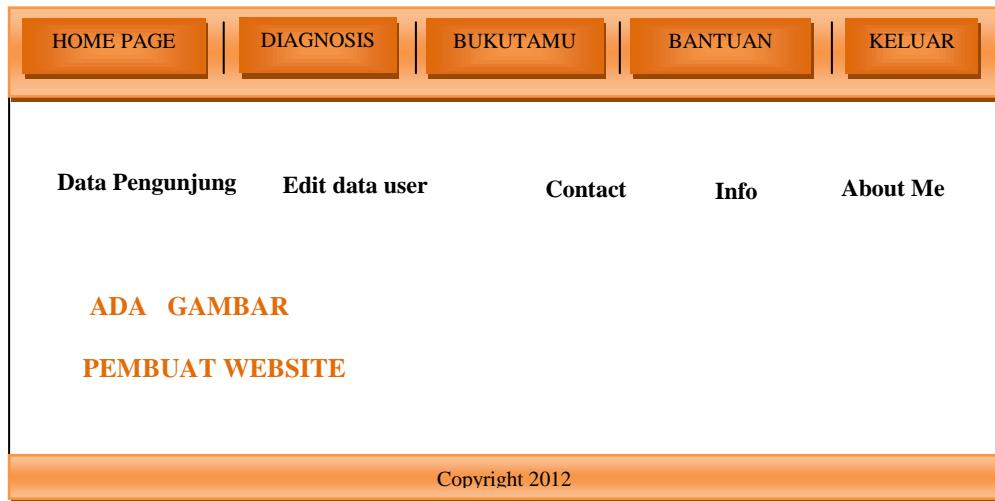 HOME PAGE DIAGNOSIS BUKUTAMU BANTUAN KELUAR
Data Pengunjung Edit data user Contact Info About Me
ADA GAMBAR
PEMBUAT WEBSITE
Copyright 2012